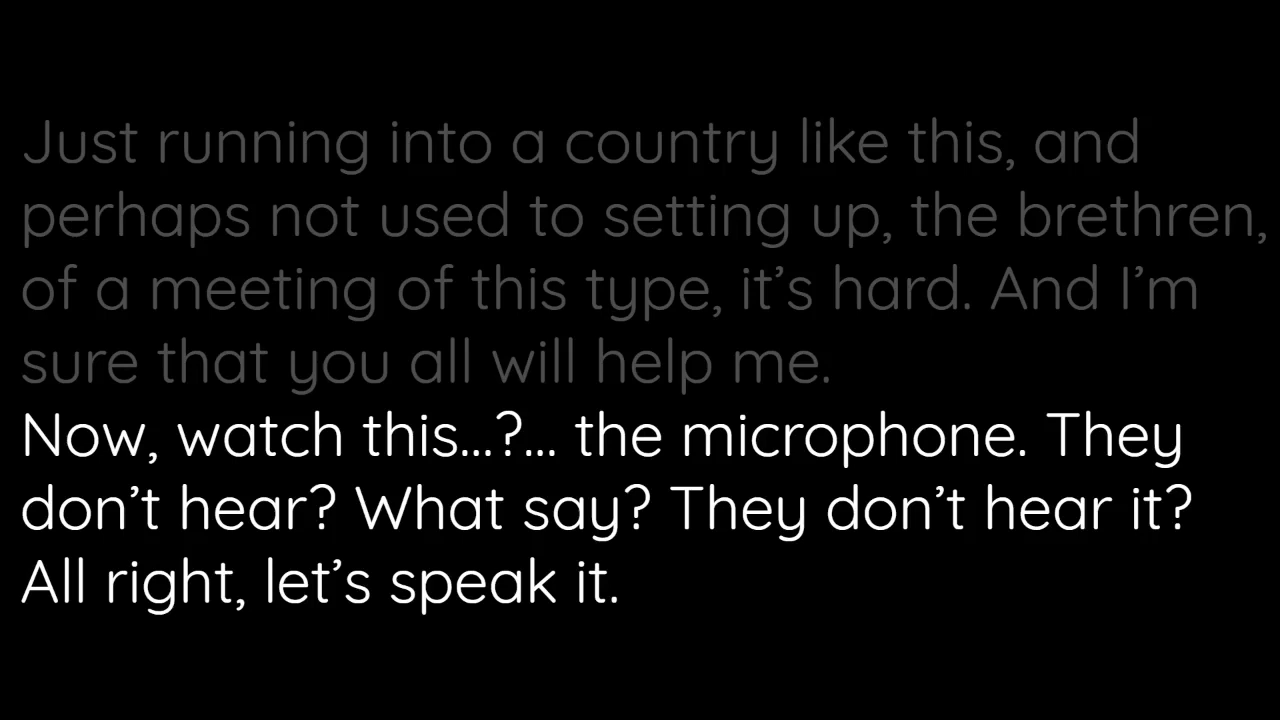 Just running into a country like this, and
perhaps not used to setting up, the brethren,
of a meeting of this type, it’s hard. And I’m
sure that you all will help me.
Now, watch this...?... the microphone. They
don’t hear? What say? They don’t hear it?
All right, let’s speak it.